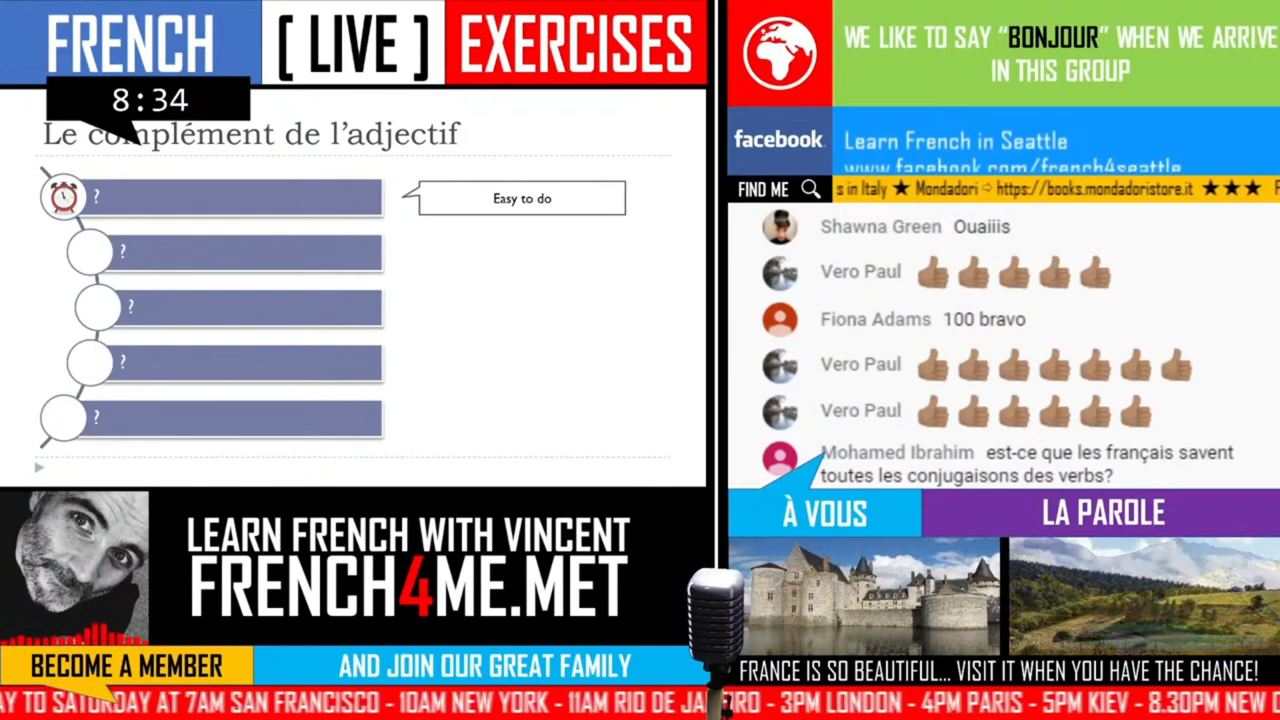 FRENCH [ LIVE ] EXERCISES
8:34
Le complément de l'adjectif
?
Easy to do
?
?
?
?
LEARN FRENCH WITH VINCENT
FRENCH4ME.MET
BECOME A MEMBER
AND JOIN OUR GREAT FAMILY
WE LIKE TO SAY “BONJOUR” WHEN WE ARRIVE
IN THIS GROUP
facebook
Learn French in Seattle
www.facebook.com/french4seattle
FIND ME
s in Italy ★ Mondadori ⇨ https://books.mondadoristore.it ★★★
Shawna Green Ouaiiis
Vero Paul 👍🏽👍🏽👍🏽👍🏽👍🏽
Fiona Adams 100 bravo
Vero Paul 👍🏽👍🏽👍🏽👍🏽👍🏽👍🏽👍🏽
Vero Paul 👍🏽👍🏽👍🏽👍🏽👍🏽👍🏽
Mohamed Ibrahim est-ce que les français savent
toutes les conjugaisons des verbs?
À VOUS
LA PAROLE
FRANCE IS SO BEAUTIFUL... VISIT IT WHEN YOU HAVE THE CHANCE!
AY TO SATURDAY AT 7AM SAN FRANCISCO - 10AM NEW YORK - 11AM RIO DE JANEIRO - 3PM LONDON - 4PM PARIS - 5PM KIEV - 8.30PM NEW